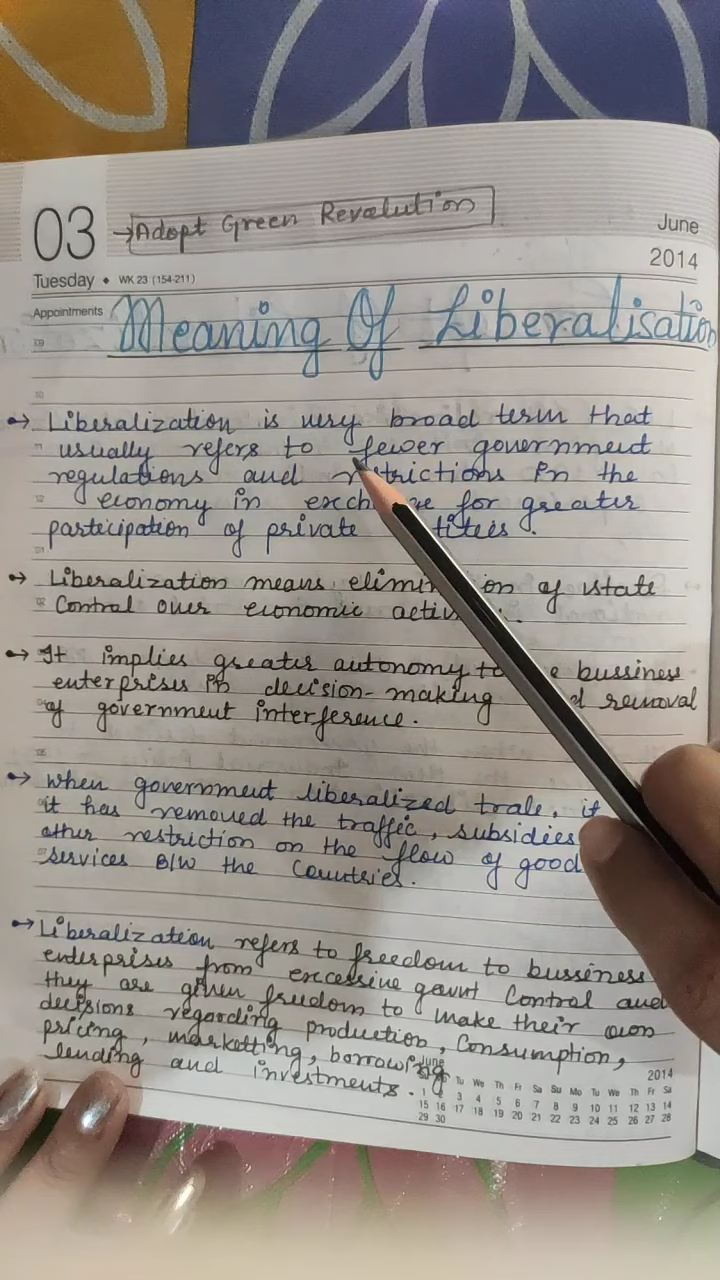 03
→ Adopt Green Revolution
June
2014
Tuesday • WK 23 (154-211)
Appointments
Meaning Of Liberalisation
→ Liberalization is very broad term that
usually refers to fewer government
regulations and restrictions in the
economy in exch ge for greater
participation of private tities.
→ Liberalization means elimin on of state
Control over economic activ
→ It implies greater autonomy to e bussiness
enterprises in decision-making d removal
of government interference.
→ when government liberalized trale, it
it has removed the traffic, subsidies
other restriction on the flow of good
services B/W the Countries.
→ Liberalization refers to freedom to bussiness
enterprises from excessive govnt Control and
they are given freedom to make their own
decisions regarding production, Consumption,
pricing, marketting, borrowing
lending and investments.
June
2014
Tu We Th Fr Sa Su Mo Tu We Th Fr Sa
1 3 4 5 6 7 8 9 10 11 12 13 14
15 16 17 18 19 20 21 22 23 24 25 26 27 28
29 30